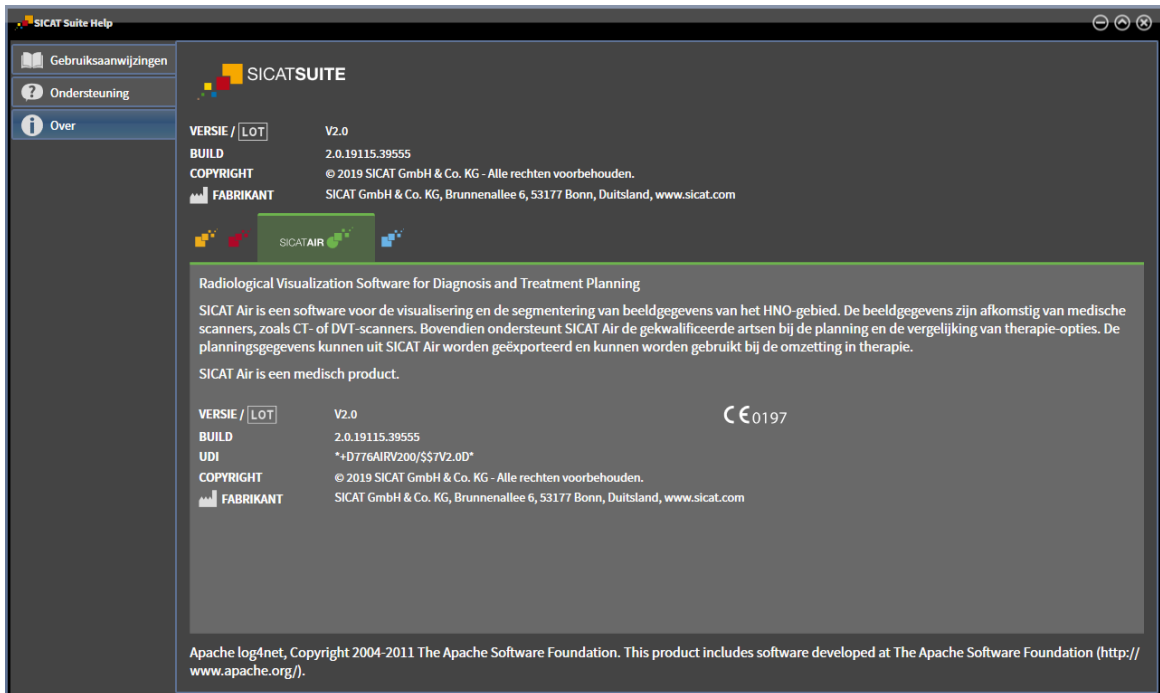 SICAT Suite Help
Gebruiksaanwijzingen
Ondersteuning
Over
SICATSUITE
VERSIE / LOT V2.0
BUILD 2.0.19115.39555
COPYRIGHT © 2019 SICAT GmbH & Co. KG - Alle rechten voorbehouden.
FABRIKANT SICAT GmbH & Co. KG, Brunnenallee 6, 53177 Bonn, Duitsland, www.sicat.com
SICATAIR
Radiological Visualization Software for Diagnosis and Treatment Planning
SICAT Air is een software voor de visualisering en de segmentering van beeldgegevens van het HNO-gebied. De beeldgegevens zijn afkomstig van medische
scanners, zoals CT- of DVT-scanners. Bovendien ondersteunt SICAT Air de gekwalificeerde artsen bij de planning en de vergelijking van therapie-opties. De
planningsgegevens kunnen uit SICAT Air worden geëxporteerd en kunnen worden gebruikt bij de omzetting in therapie.
SICAT Air is een medisch product.
VERSIE / LOT V2.0 CE0197
BUILD 2.0.19115.39555
UDI *+D776AIRV200/$$7V2.0D*
COPYRIGHT © 2019 SICAT GmbH & Co. KG - Alle rechten voorbehouden.
FABRIKANT SICAT GmbH & Co. KG, Brunnenallee 6, 53177 Bonn, Duitsland, www.sicat.com
Apache log4net, Copyright 2004-2011 The Apache Software Foundation. This product includes software developed at The Apache Software Foundation (http://
www.apache.org/).